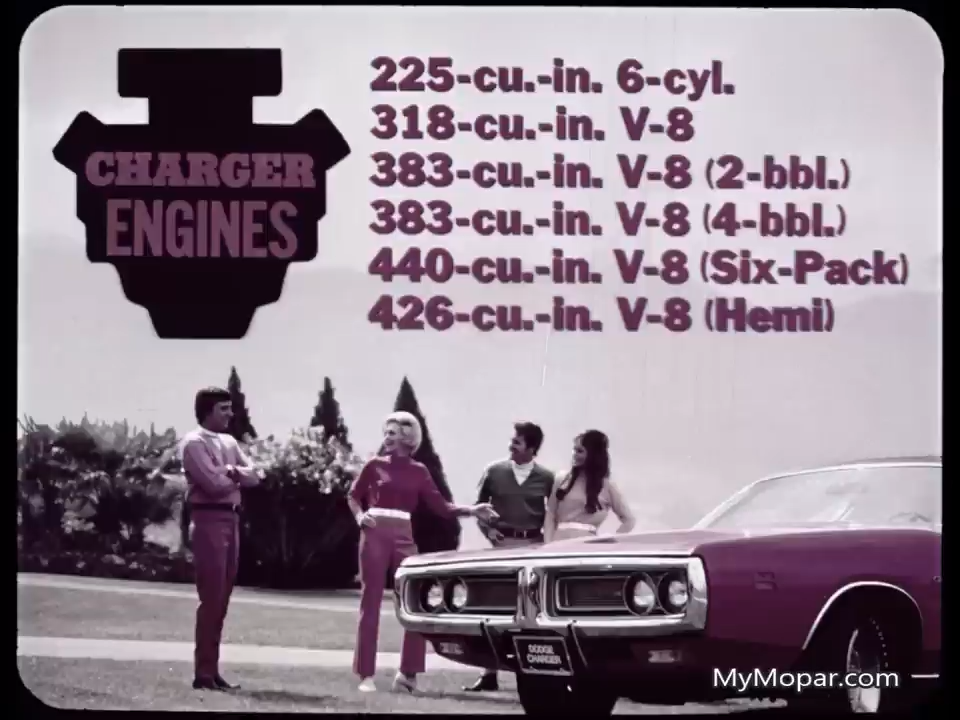 CHARGER
ENGINES
225-cu.-in. 6-cyl.
318-cu.-in. V-8
383-cu.-in. V-8 (2-bbl.)
383-cu.-in. V-8 (4-bbl.)
440-cu.-in. V-8 (Six-Pack)
426-cu.-in. V-8 (Hemi)
DODGE
CHARGER
MyMopar.com